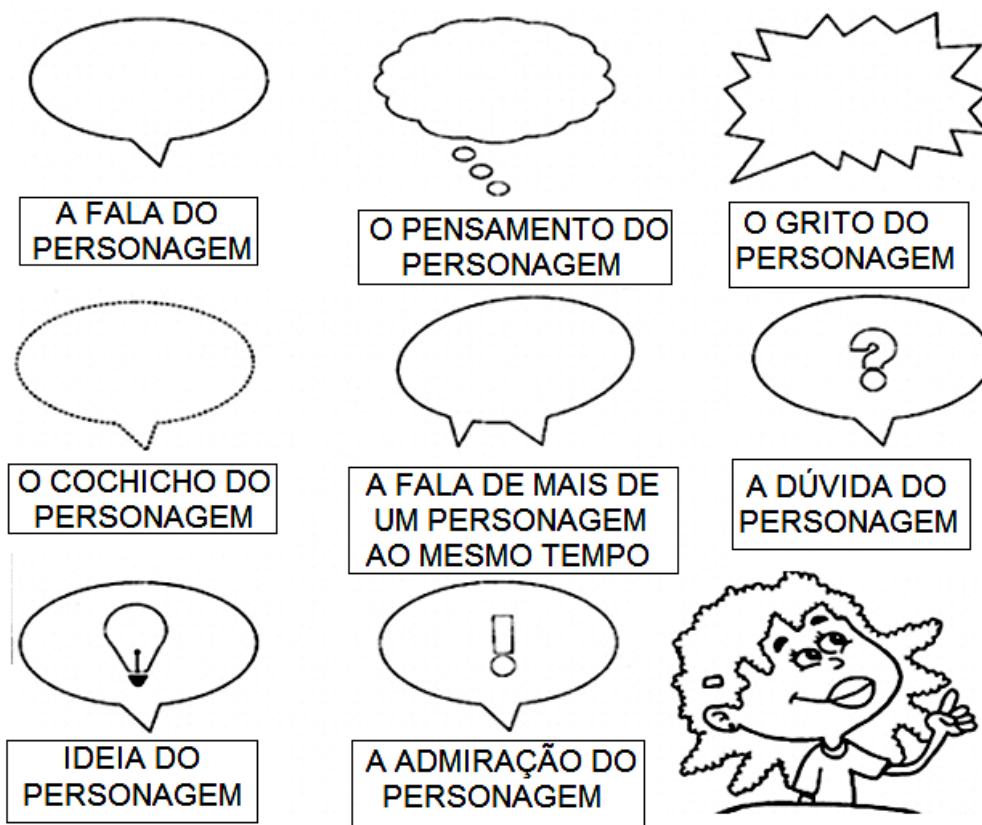 A FALA DO
PERSONAGEM
O PENSAMENTO DO
PERSONAGEM
O GRITO DO
PERSONAGEM
O COCHICHO DO
PERSONAGEM
A FALA DE MAIS DE
UM PERSONAGEM
AO MESMO TEMPO
?
A DÚVIDA DO
PERSONAGEM
IDEIA DO
PERSONAGEM
!
A ADMIRAÇÃO DO
PERSONAGEM